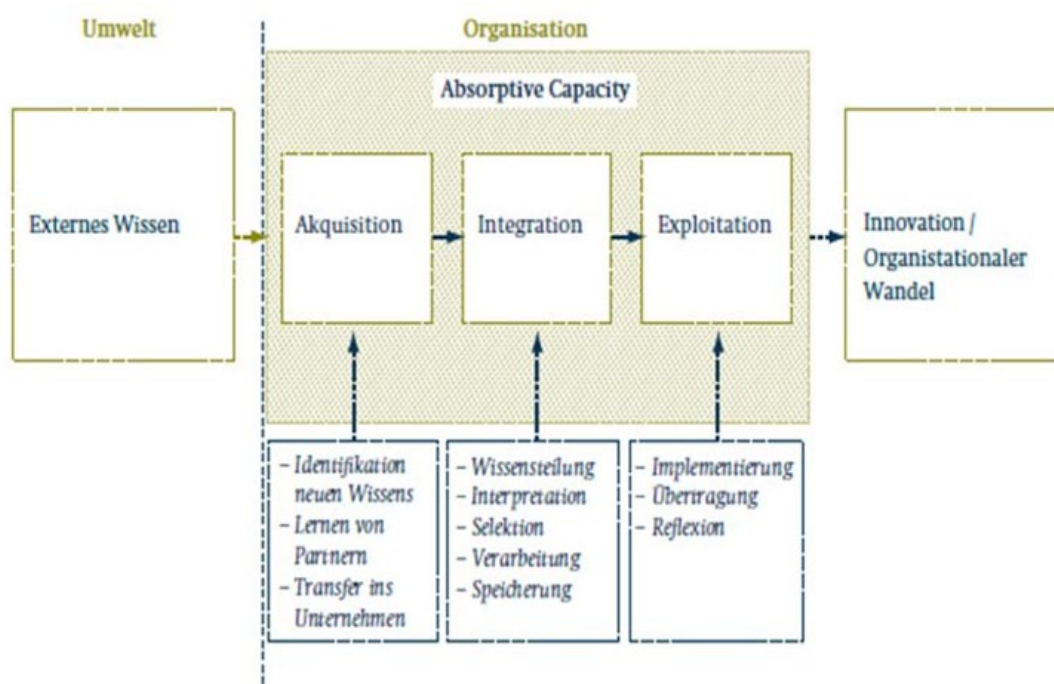 Umwelt
Organisation
Absorptive Capacity
Externes Wissen
Akquisition
Integration
Exploitation
Innovation /
Organistationaler
Wandel
– Identifikation
neuen Wissens
– Lernen von
Partnern
– Transfer ins
Unternehmen
– Wissensteilung
– Interpretation
– Selektion
– Verarbeitung
– Speicherung
– Implementierung
– Übertragung
– Reflexion